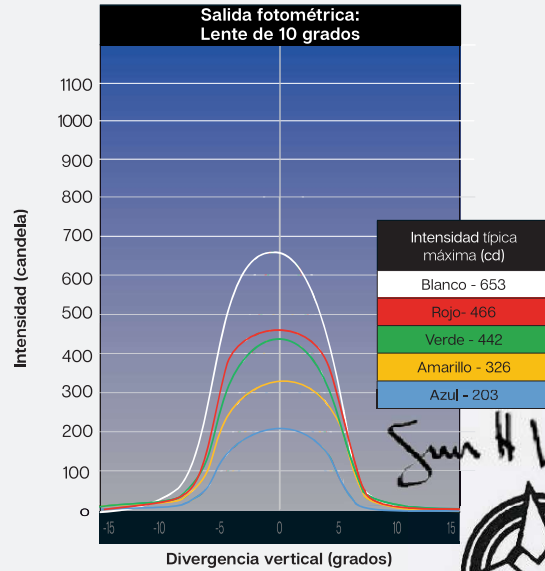 Salida fotométrica:
Lente de 10 grados
1100
1000
900
800
700
600
500
400
300
200
100
0
Intensidad (candela)
-15 -10 -5 0 5 10 15
Divergencia vertical (grados)
Intensidad típica
máxima (cd)
Blanco - 653
Rojo- 466
Verde - 442
Amarillo - 326
Azul - 203